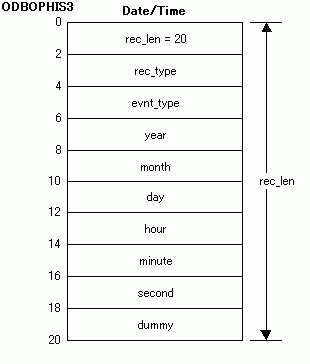 ODBOPHIS3
Date/Time
0
rec_len = 20
2
rec_type
4
evnt_type
6
year
8
month
10
day
12
hour
14
minute
16
second
18
dummy
20
rec_len